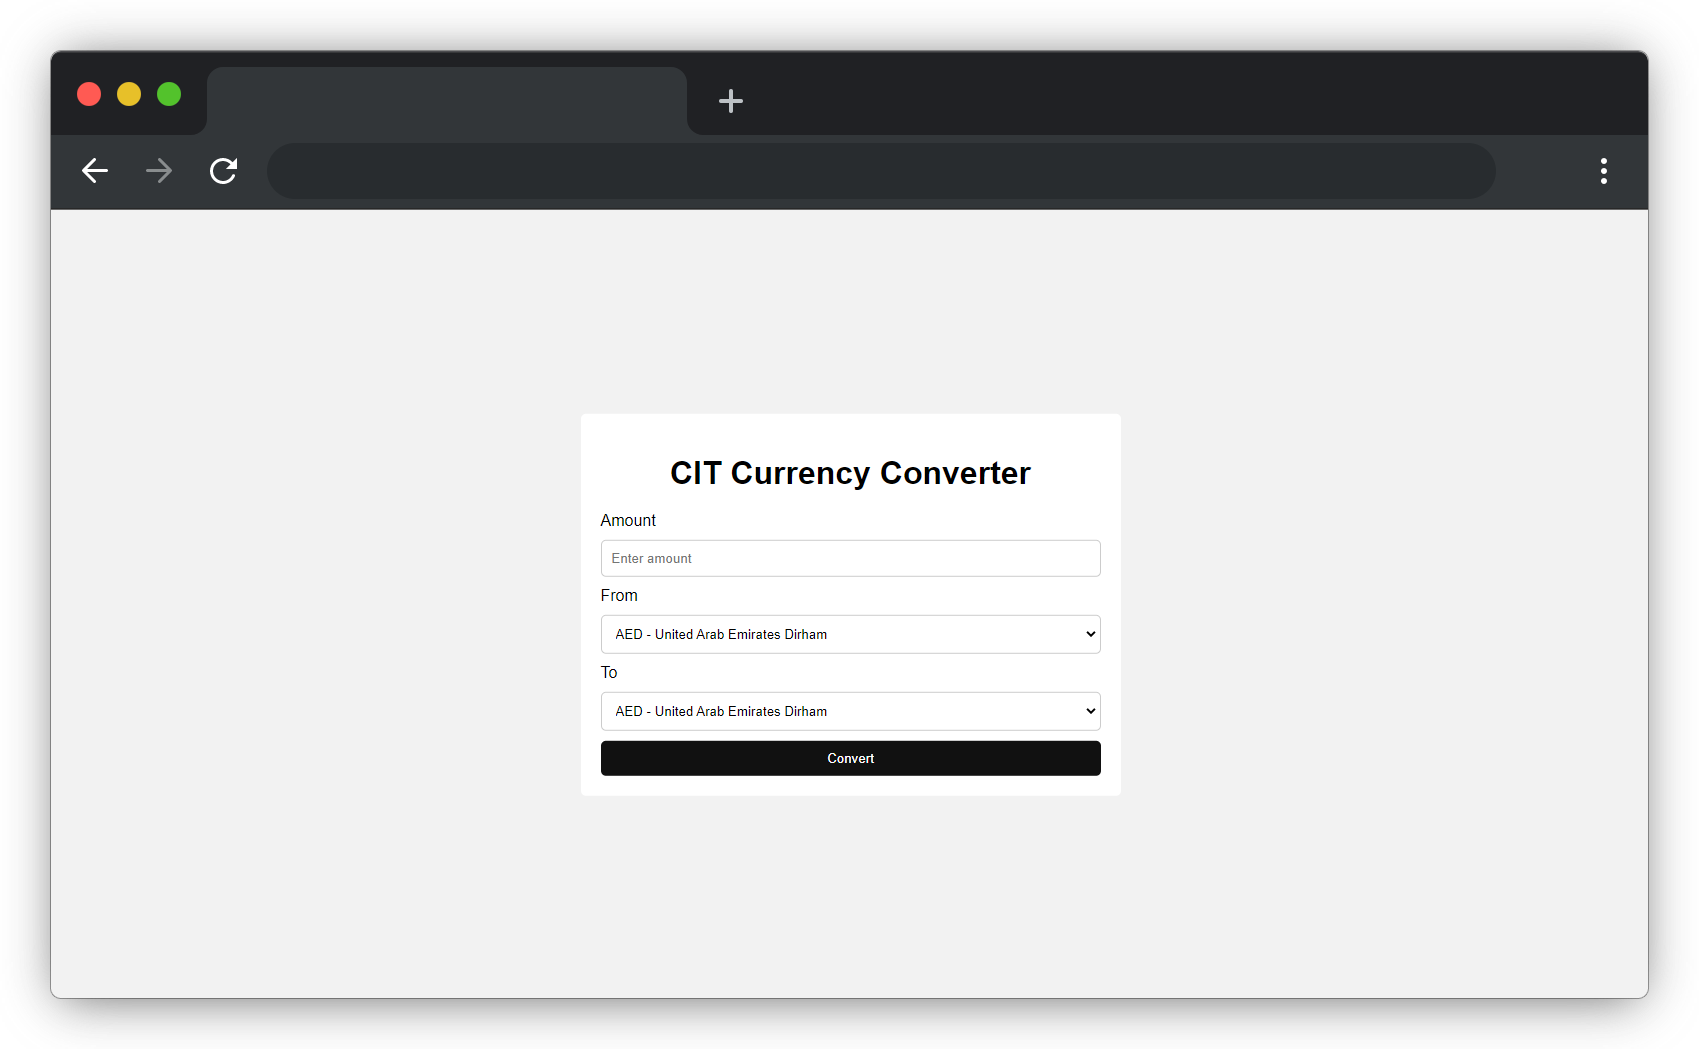 CIT Currency Converter
Amount
Enter amount
From
AED - United Arab Emirates Dirham
To
AED - United Arab Emirates Dirham
Convert